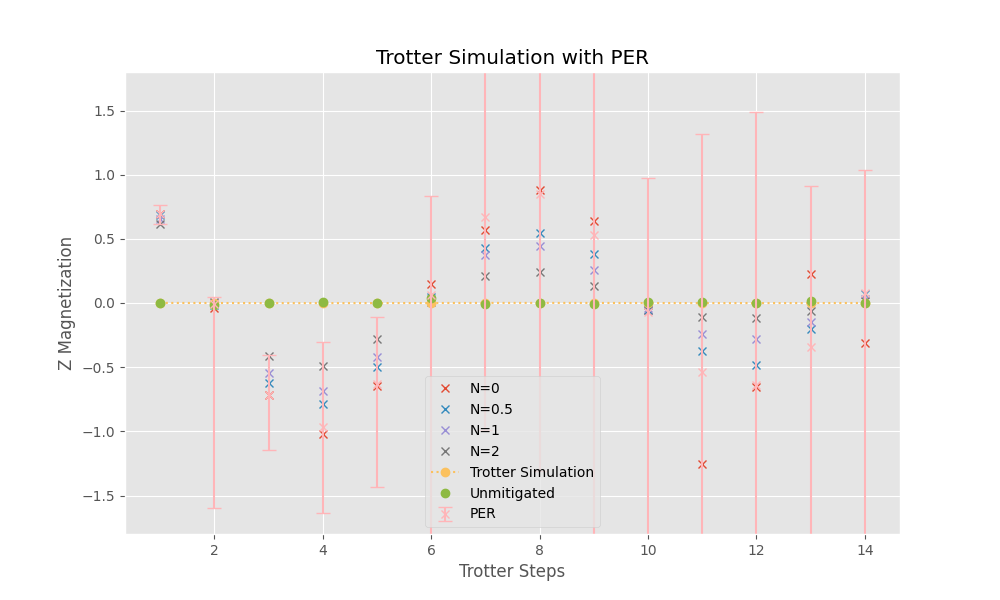 Trotter Simulation with PER
Z Magnetization
1.5
1.0
0.5
0.0
−0.5
−1.0
−1.5
N=0
N=0.5
N=1
N=2
Trotter Simulation
Unmitigated
PER
2
4
6
8
10
12
14
Trotter Steps